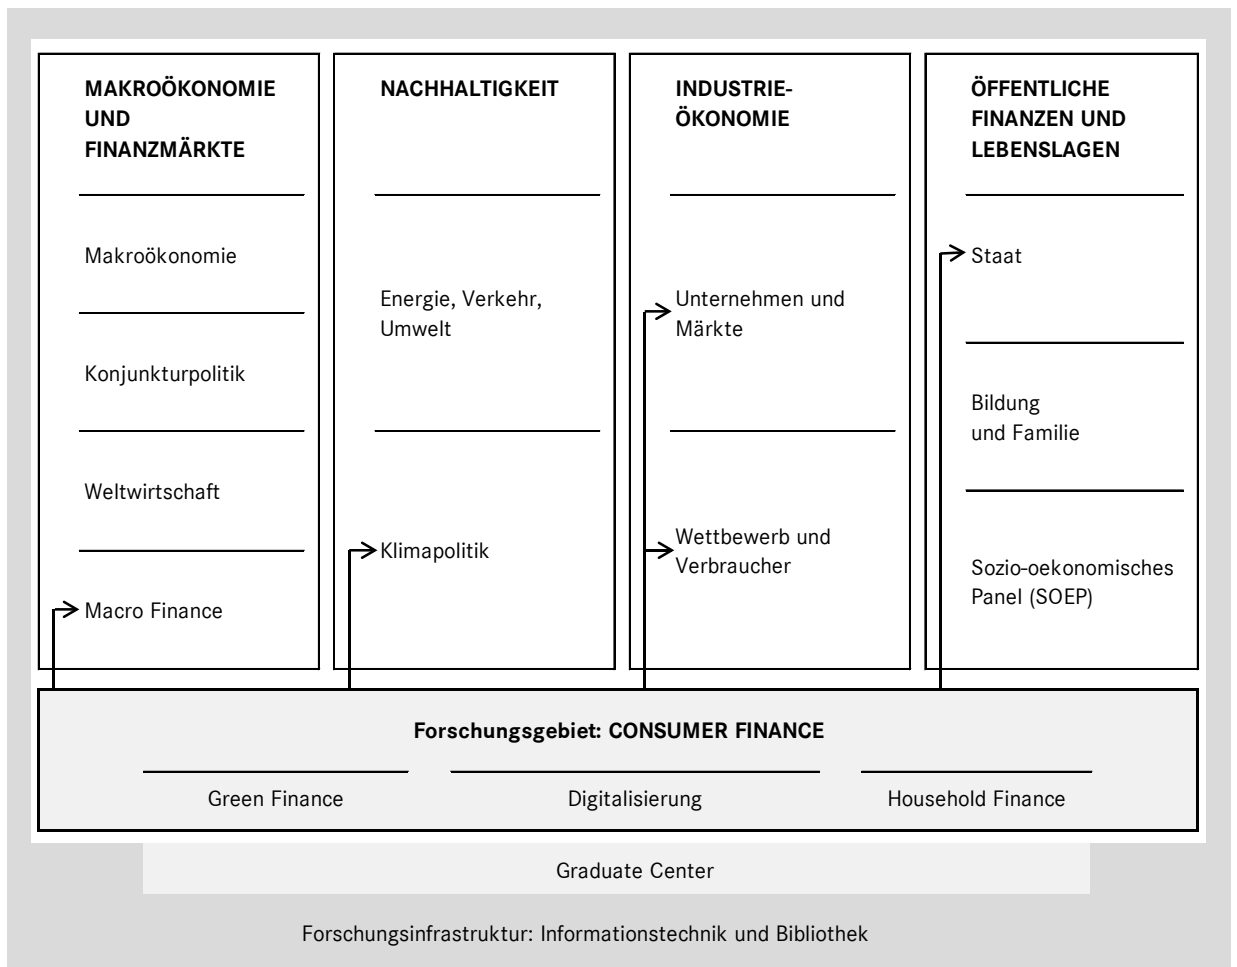 MAKROÖKONOMIE
UND
FINANZMÄRKTE
Makroökonomie
Konjunkturpolitik
Weltwirtschaft
Macro Finance
NACHHALTIGKEIT
Energie, Verkehr,
Umwelt
Klimapolitik
INDUSTRIE-
ÖKONOMIE
Unternehmen und
Märkte
Wettbewerb und
Verbraucher
ÖFFENTLICHE
FINANZEN UND
LEBENSLAGEN
Staat
Bildung
und Familie
Sozio-oekonomisches
Panel (SOEP)
Forschungsgebiet: CONSUMER FINANCE
Green Finance
Digitalisierung
Household Finance
Graduate Center
Forschungsinfrastruktur: Informationstechnik und Bibliothek